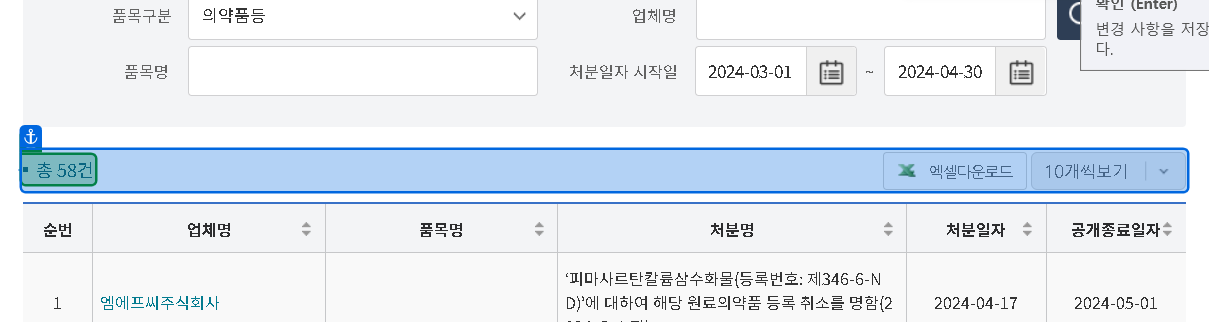 품목구분 의약품등 업체명
확인 (Enter)
변경 사항을 저장
다.
품목명 처분일자 시작일 2024-03-01 ~ 2024-04-30
총 58건 엑셀다운로드 10개씩보기
순번 업체명 품목명 처분명 처분일자 공개종료일자
1 엠에프씨주식회사 2024-04-17 2024-05-01
‘피마사르탄칼륨삼수화물(등록번호: 제346-6-N
D)’에 대하여 해당 원료의약품 등록 취소를 명함(2